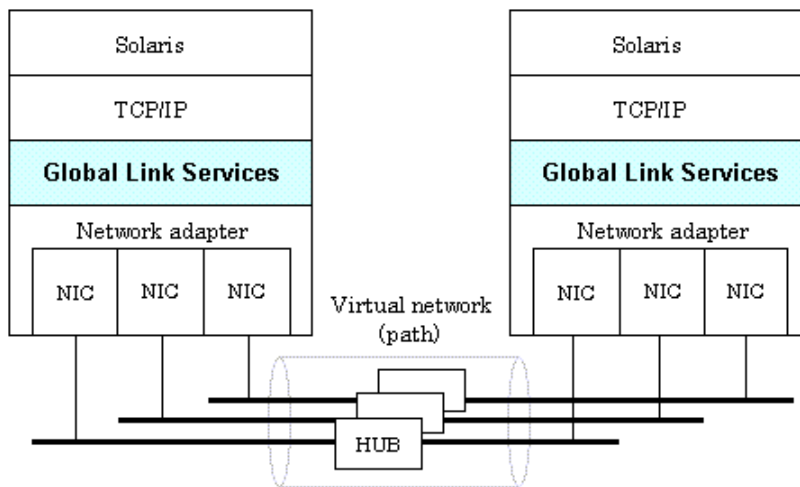 Solaris
TCP/IP
Global Link Services
Network adapter
NIC NIC NIC
Solaris
TCP/IP
Global Link Services
Network adapter
NIC NIC NIC
Virtual network
(path)
HUB